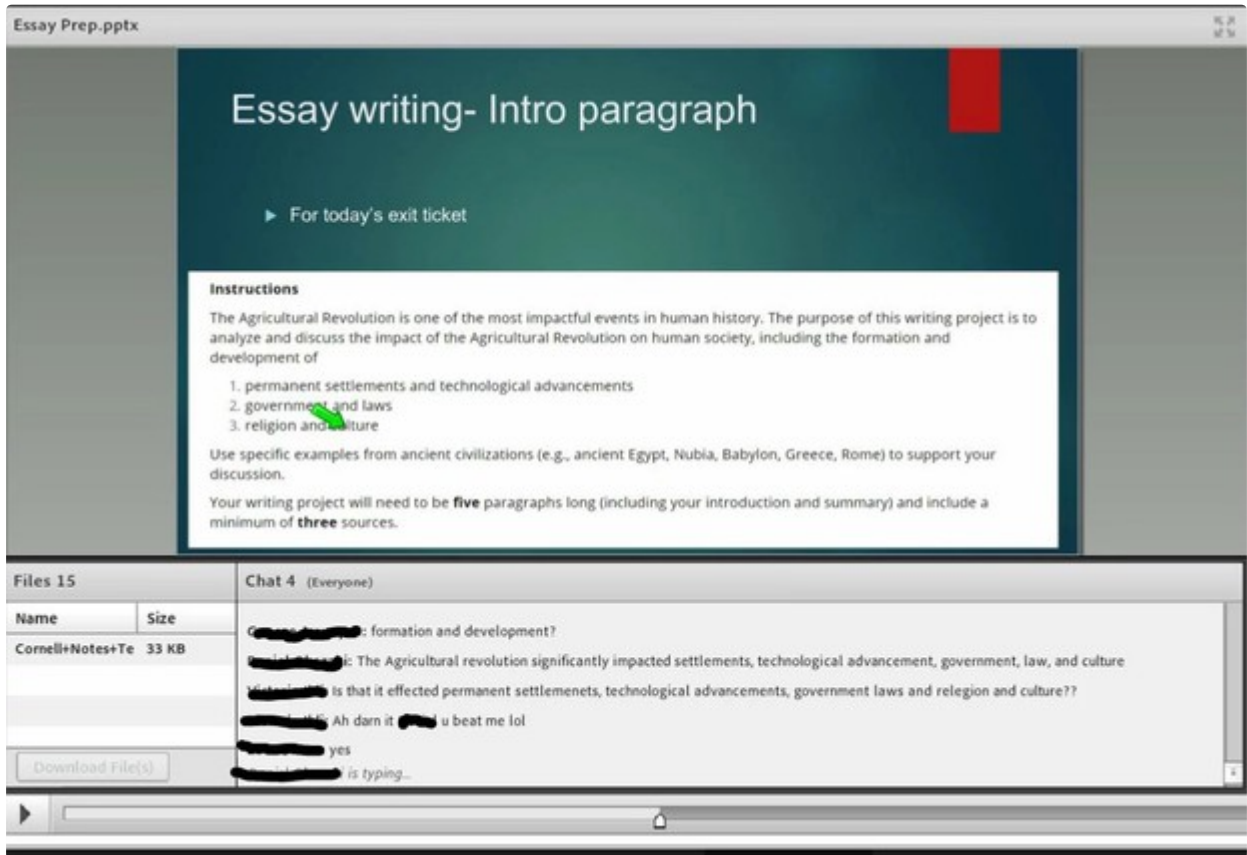 Essay Prep.pptx
Essay writing- Intro paragraph
For today's exit ticket
Instructions
The Agricultural Revolution is one of the most impactful events in human history. The purpose of this writing project is to
analyze and discuss the impact of the Agricultural Revolution on human society, including the formation and
development of
1. permanent settlements and technological advancements
2. government and laws
3. religion and culture
Use specific examples from ancient civilizations (e.g., ancient Egypt, Nubia, Babylon, Greece, Rome) to support your
discussion.
Your writing project will need to be five paragraphs long (including your introduction and summary) and include a
minimum of three sources.
Files 15
Name Size
Cornell+Notes+Te 33 KB
Download File(s)
Chat 4 (Everyone)
: formation and development?
: The Agricultural revolution significantly impacted settlements, technological advancement, government, law, and culture
Is that it effected permanent settlemenets, technological advancements, government laws and relegion and culture??
Ah darn it u beat me lol
yes
is typing...